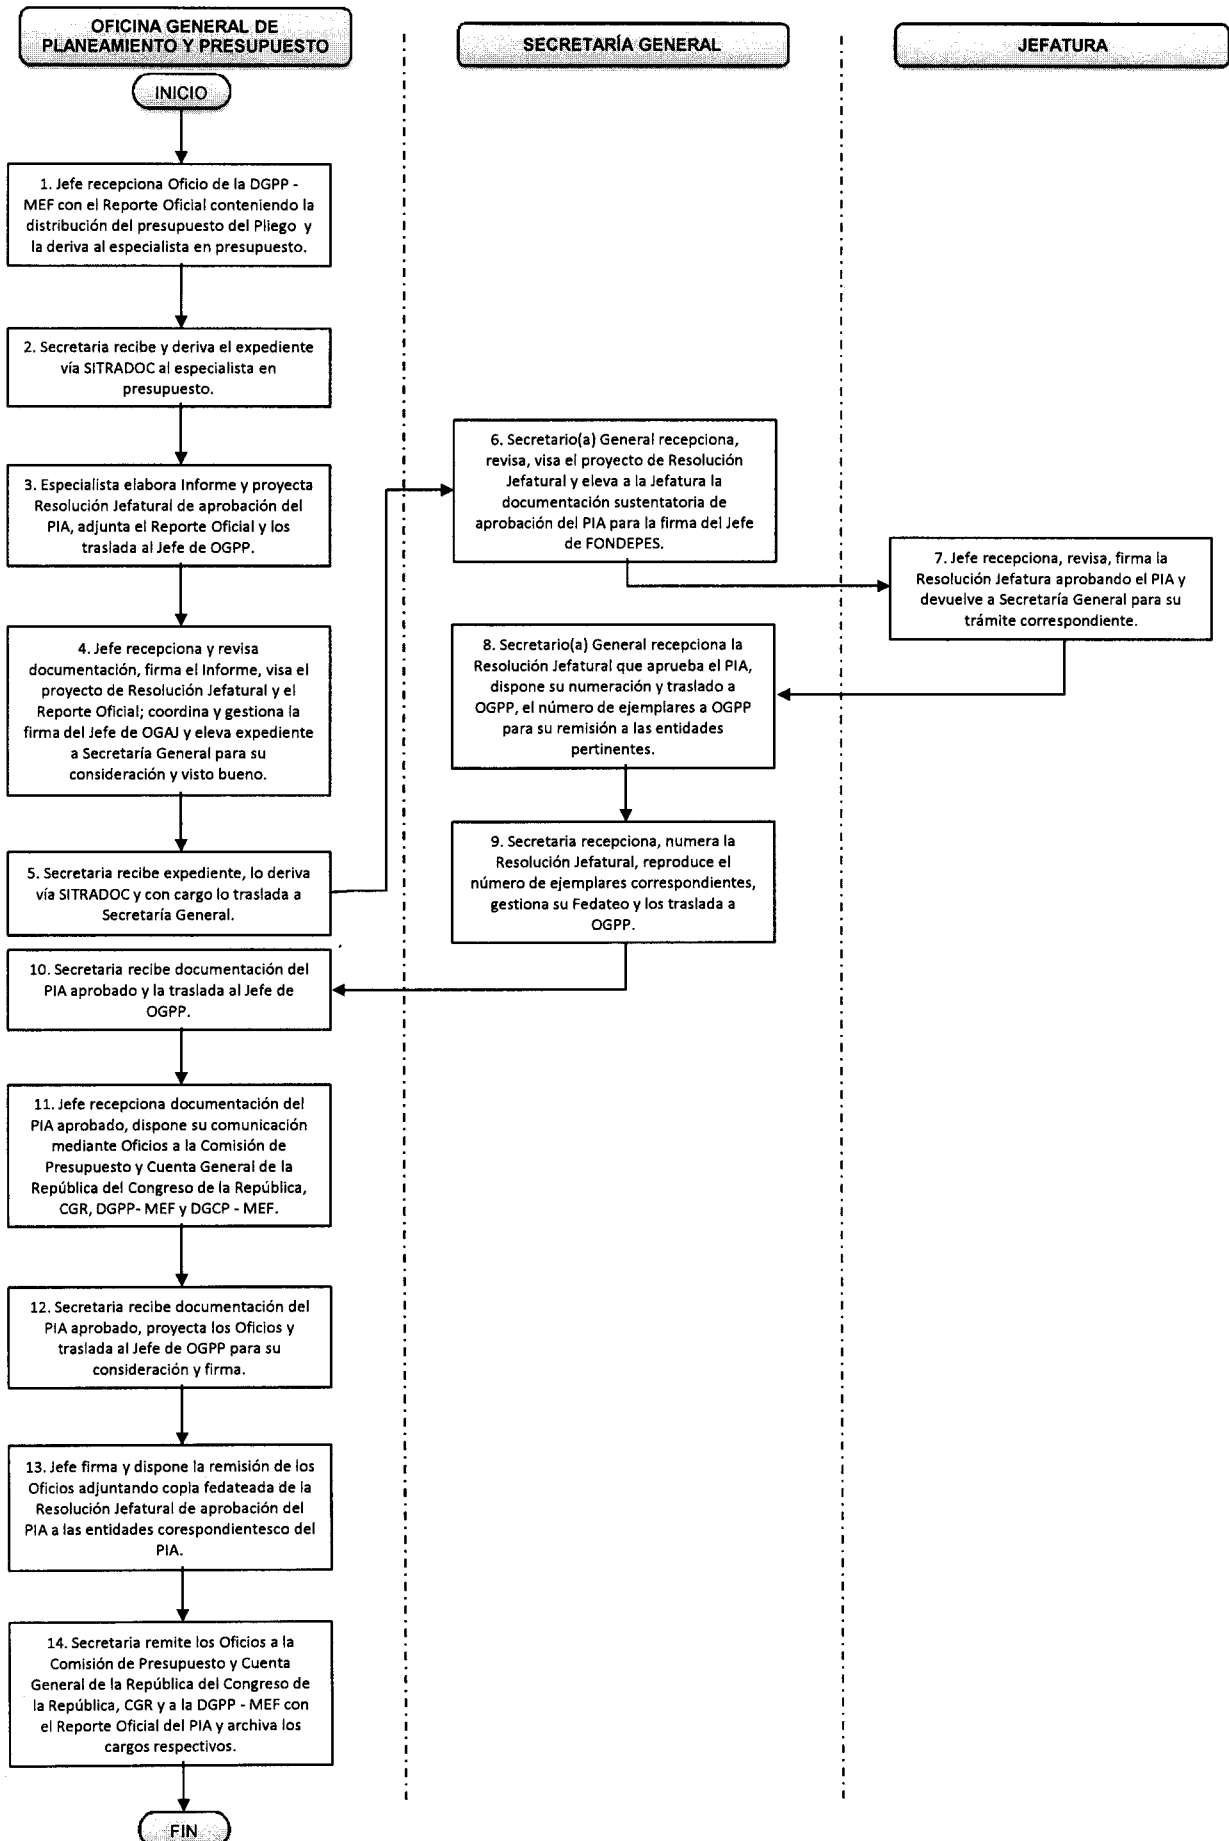 OFICINA GENERAL DE
PLANEAMIENTO Y PRESUPUESTO
SECRETARÍA GENERAL
JEFATURA
INICIO
1. Jefe recepciona Oficio de la DGPP -
MEF con el Reporte Oficial conteniendo la
distribución del presupuesto del Pliego y
la deriva al especialista en presupuesto.
2. Secretaria recibe y deriva el expediente
vía SITRADOC al especialista en
presupuesto.
3. Especialista elabora Informe y proyecta
Resolución Jefatural de aprobación del
PIA, adjunta el Reporte Oficial y los
traslada al Jefe de OGPP.
4. Jefe recepciona y revisa
documentación, firma el Informe, visa el
proyecto de Resolución Jefatural y el
Reporte Oficial; coordina y gestiona la
firma del Jefe de OGAJ y eleva expediente
a Secretaría General para su
consideración y visto bueno.
5. Secretaria recibe expediente, lo deriva
vía SITRADOC y con cargo lo traslada a
Secretaría General.
6. Secretario(a) General recepciona,
revisa, visa el proyecto de Resolución
Jefatural y eleva a la Jefatura la
documentación sustentatoria de
aprobación del PIA para la firma del Jefe
de FONDEPES.
7. Jefe recepciona, revisa, firma la
Resolución Jefatura aprobando el PIA y
devuelve a Secretaría General para su
trámite correspondiente.
8. Secretario(a) General recepciona la
Resolución Jefatural que aprueba el PIA,
dispone su numeración y traslado a
OGPP, el número de ejemplares a OGPP
para su remisión a las entidades
pertinentes.
9. Secretaria recepciona, numera la
Resolución Jefatural, reproduce el
número de ejemplares correspondientes,
gestiona su Fedateo y los traslada a
OGPP.
10. Secretaria recibe documentación del
PIA aprobado y la traslada al Jefe de
OGPP.
11. Jefe recepciona documentación del
PIA aprobado, dispone su comunicación
mediante Oficios a la Comisión de
Presupuesto y Cuenta General de la
República del Congreso de la República,
CGR, DGPP- MEF y DGCP - MEF.
12. Secretaria recibe documentación del
PIA aprobado, proyecta los Oficios y
traslada al Jefe de OGPP para su
consideración y firma.
13. Jefe firma y dispone la remisión de los
Oficios adjuntando copia fedateada de la
Resolución Jefatural de aprobación del
PIA a las entidades corespondientesco del
PIA.
14. Secretaria remite los Oficios a la
Comisión de Presupuesto y Cuenta
General de la República del Congreso de
la República, CGR y a la DGPP - MEF con
el Reporte Oficial del PIA y archiva los
cargos respectivos.
FIN